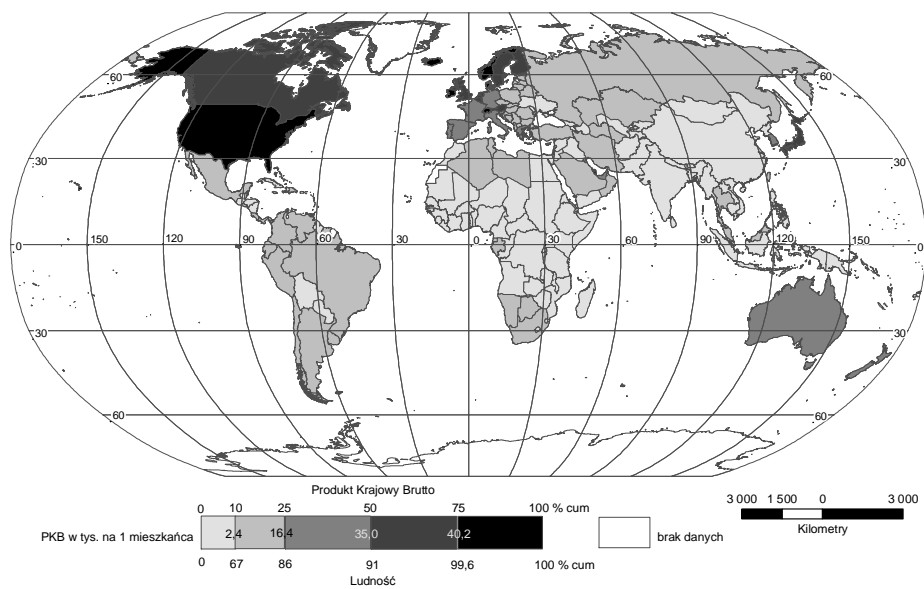 60 60
30 30
0 150 120 90 60 30 0 30 60 90 120 150 0
30 30
60 60
Produkt Krajowy Brutto
0 10 25 50 75 100 % cum
PKB w tys. na 1 mieszkańca 2,4 16,4 35,0 40,2 brak danych
0 67 86 91 99,6 100 % cum
Ludność
3 000 1 500 0 3 000
Kilometry